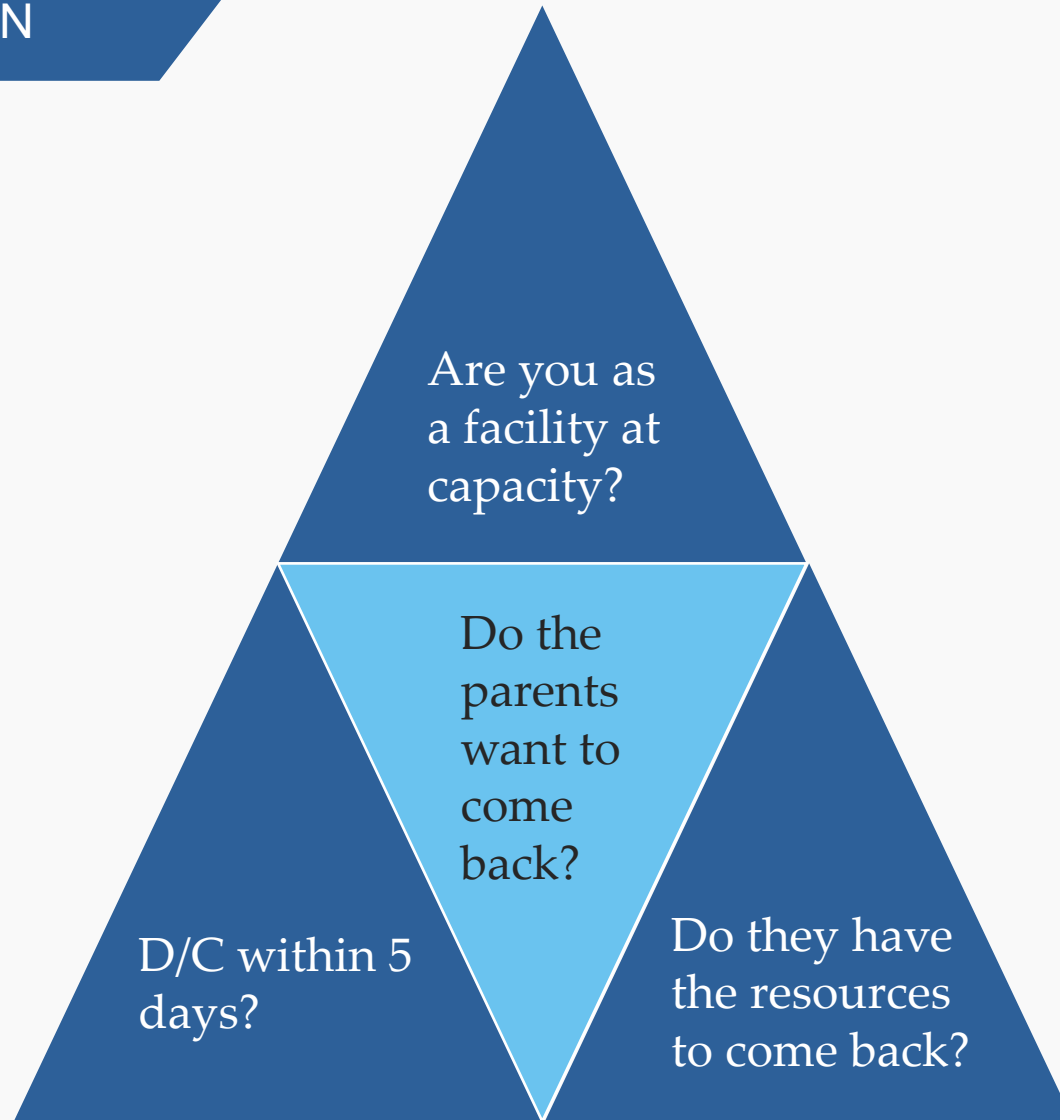 N
Are you as
a facility at
capacity?
Do the
parents
want to
come
back?
D/C within 5
days?
Do they have
the resources
to come back?